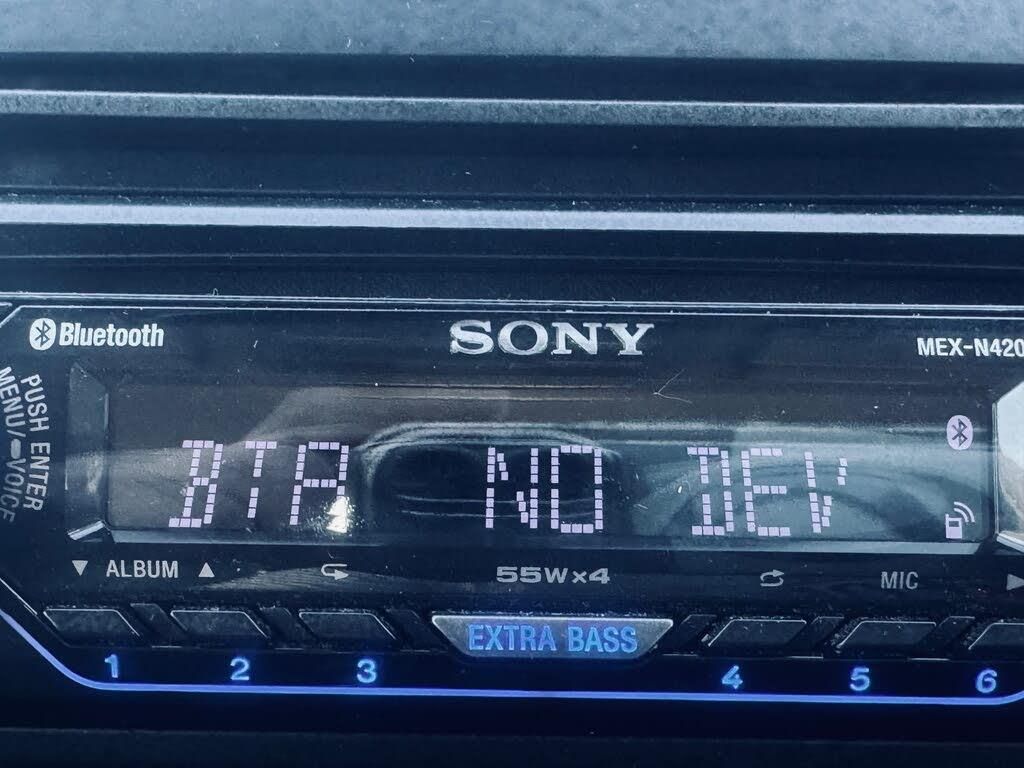 Bluetooth
SONY
MEX-N420
PUSH ENTER
MENU/ VOICE
BTA NO DEV
ALBUM
55W×4
MIC
EXTRA BASS
1 2 3 4 5 6